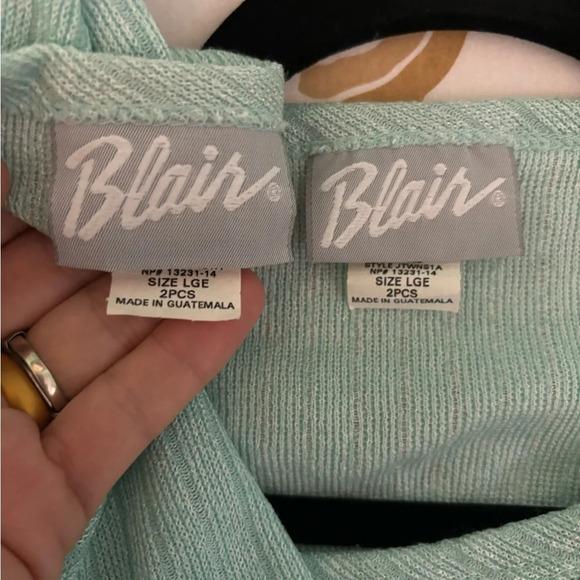 Blair®
NP# 13231-14
SIZE LGE
2PCS
MADE IN GUATEMALA
Blair®
STYLE JTWNS1A
NP# 13231-14
SIZE LGE
2PCS
MADE IN GUATEMALA